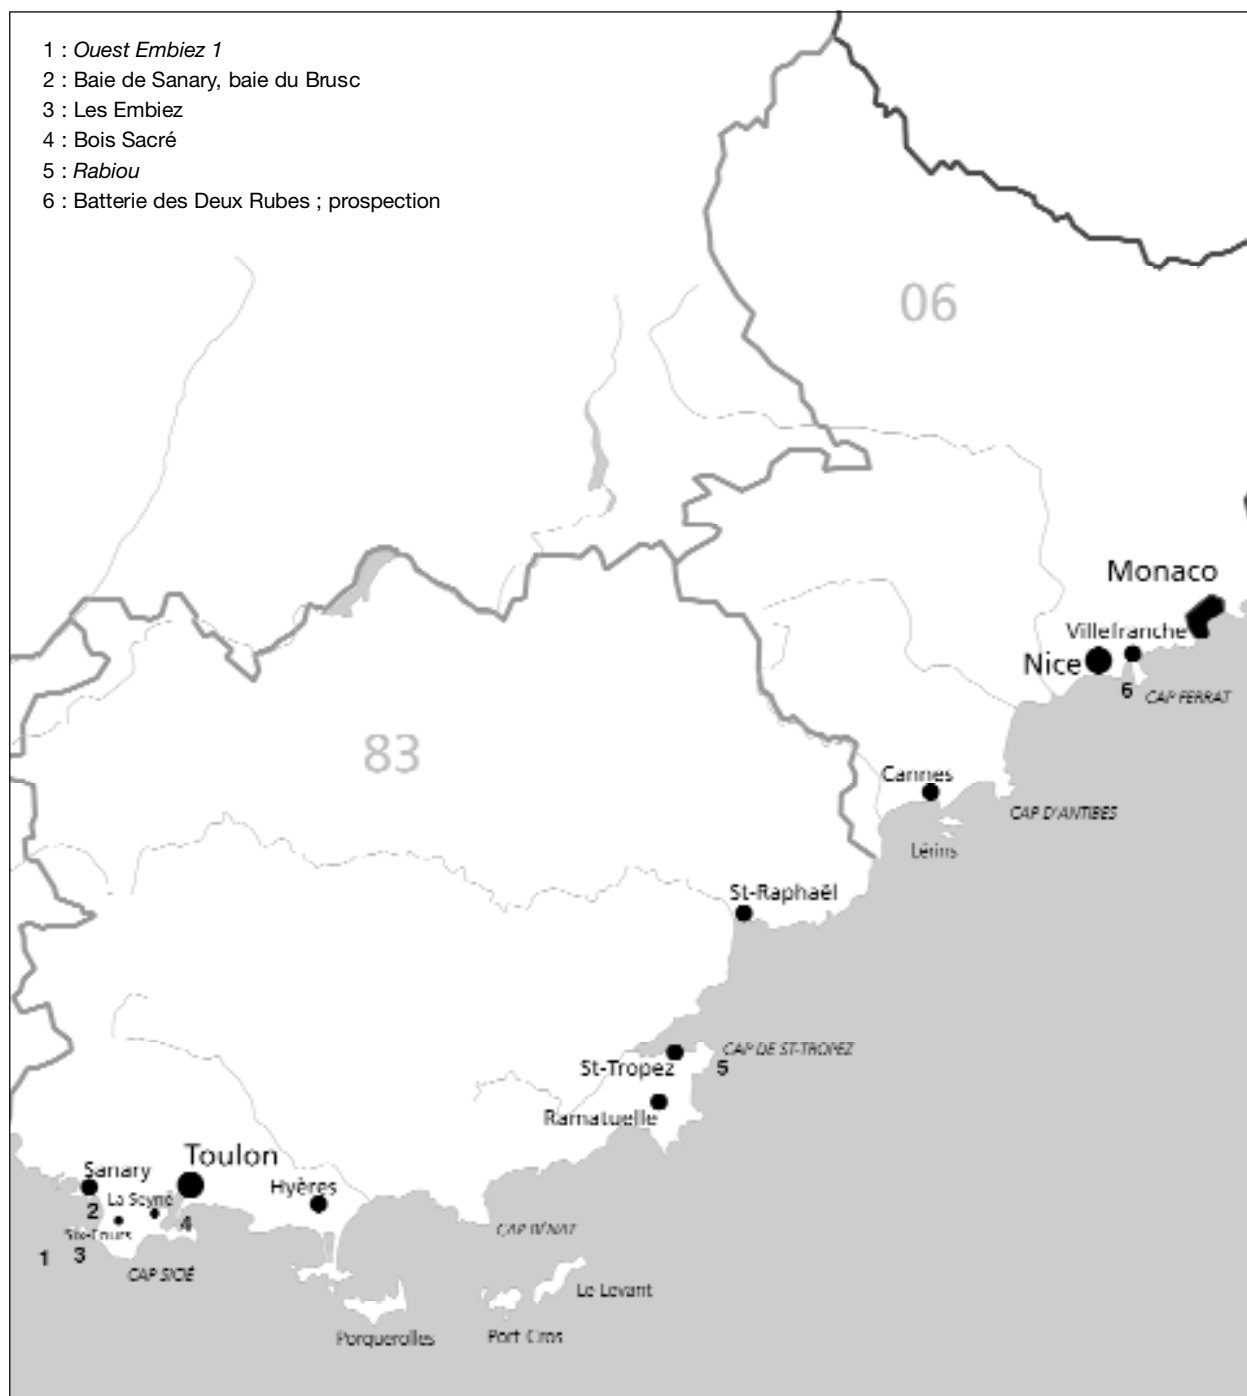 1 : Ouest Embiez 1
2 : Baie de Sanary, baie du Brusc
3 : Les Embiez
4 : Bois Sacré
5 : Rabiou
6 : Batterie des Deux Rubes ; prospection
06
Monaco
Villefranche
Nice
6
CAP FERRAT
83
Cannes
CAP D'ANTIBES
Lérins
St-Raphaël
CAP DE ST-TROPEZ
St-Tropez
5
Ramatuelle
Toulon
Sanary
Hyères
La Seyne
2
4
Six-Fours
CAP BÉNAT
1
3
CAP SICIÉ
Le Levant
Porquerolles
Port Cros